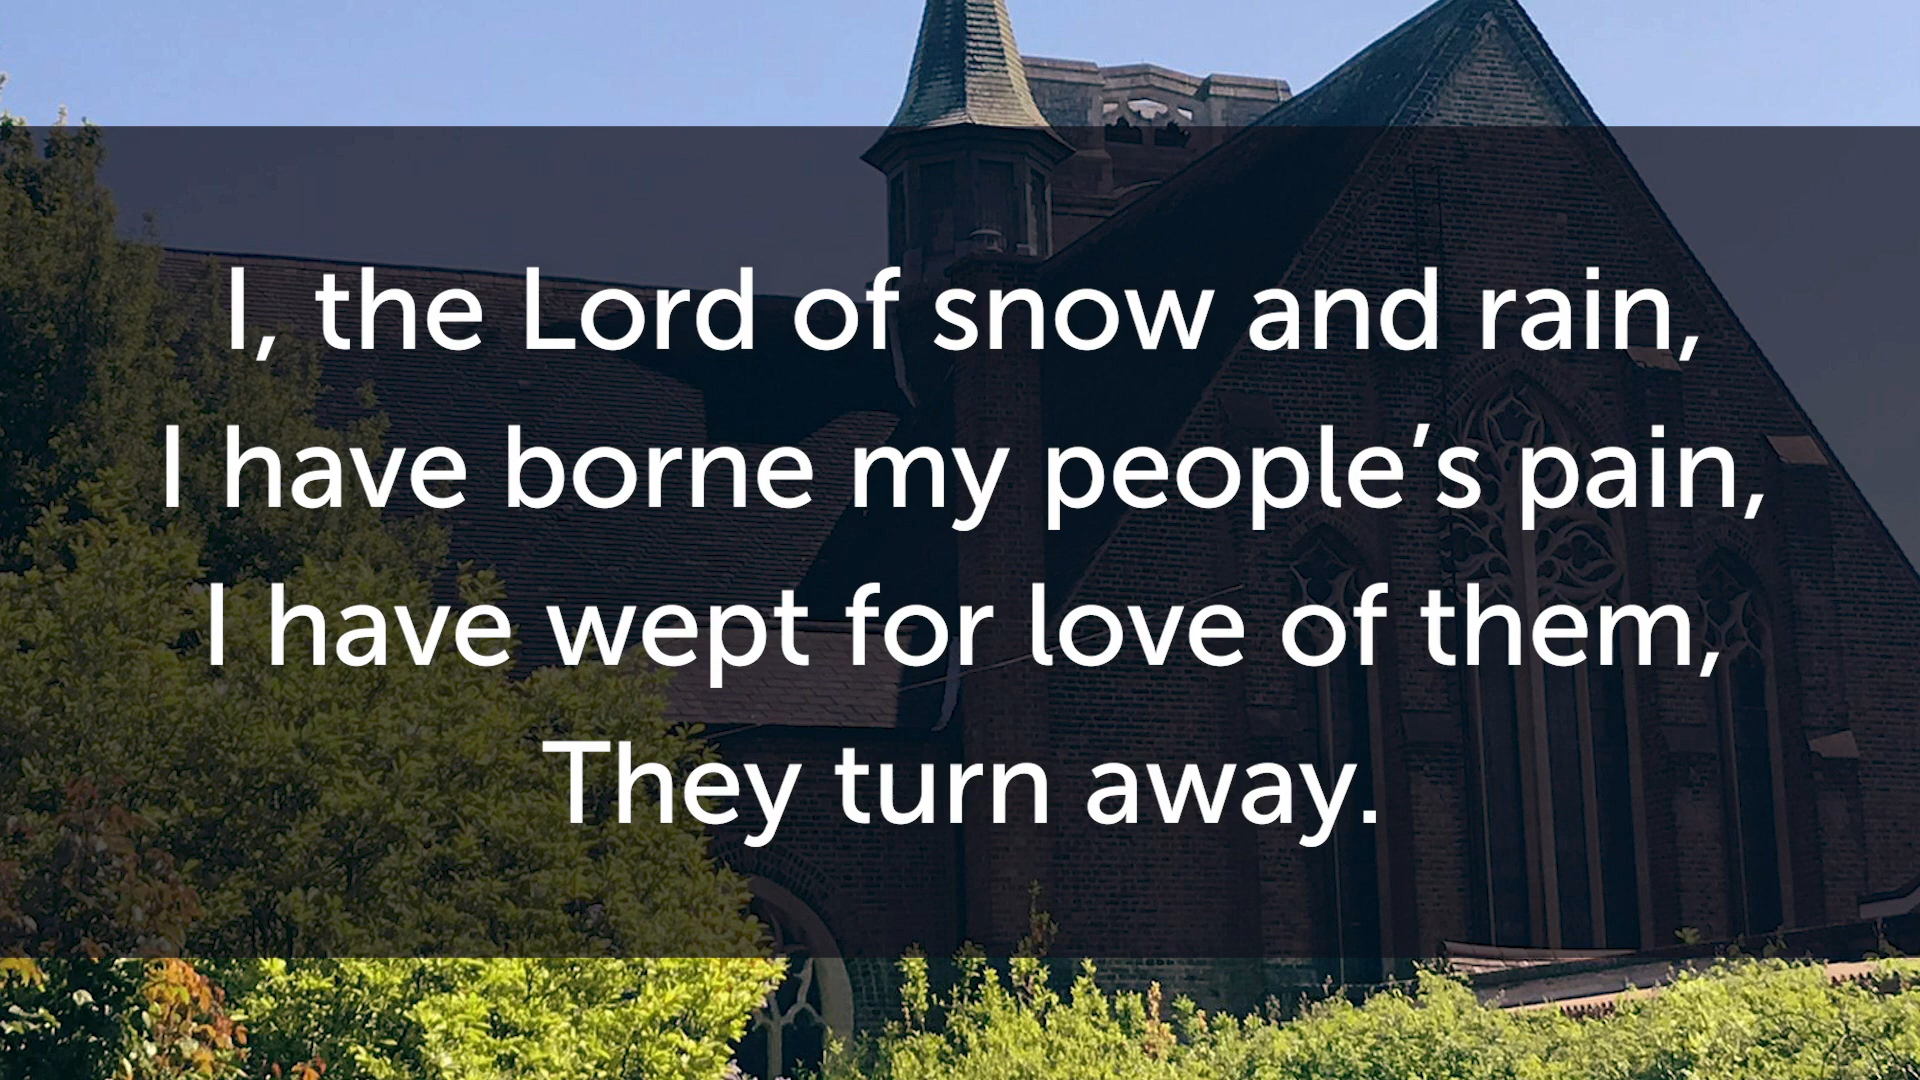 I, the Lord of snow and rain,
I have borne my people’s pain,
I have wept for love of them,
They turn away.